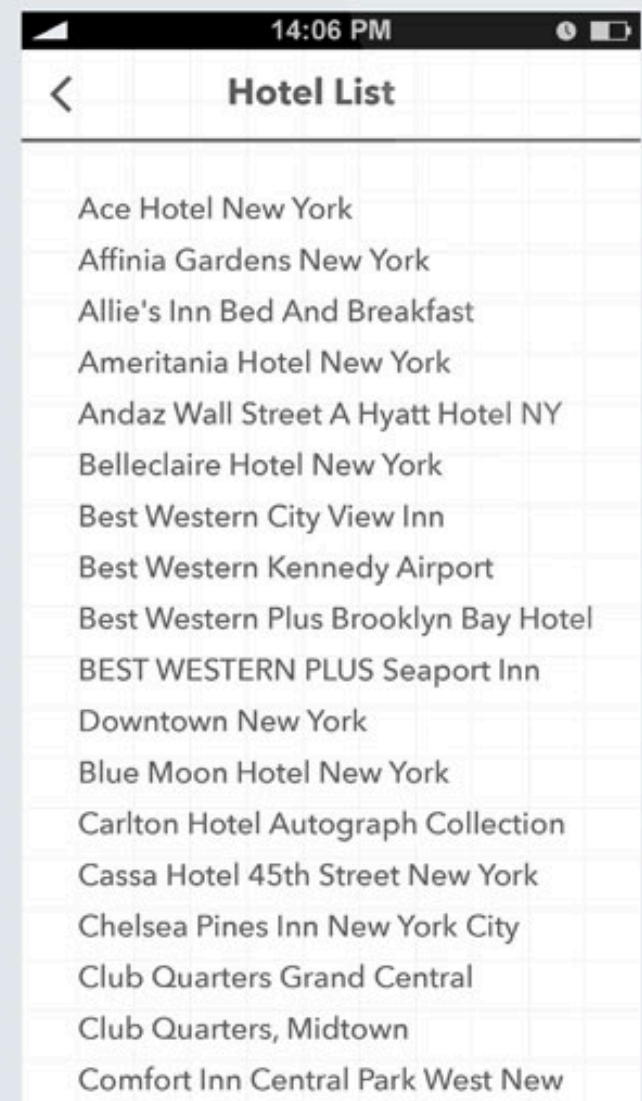 14:06 PM
Hotel List
Ace Hotel New York
Affinia Gardens New York
Allie's Inn Bed And Breakfast
Ameritania Hotel New York
Andaz Wall Street A Hyatt Hotel NY
Belleclaire Hotel New York
Best Western City View Inn
Best Western Kennedy Airport
Best Western Plus Brooklyn Bay Hotel
BEST WESTERN PLUS Seaport Inn
Downtown New York
Blue Moon Hotel New York
Carlton Hotel Autograph Collection
Cassa Hotel 45th Street New York
Chelsea Pines Inn New York City
Club Quarters Grand Central
Club Quarters, Midtown
Comfort Inn Central Park West New